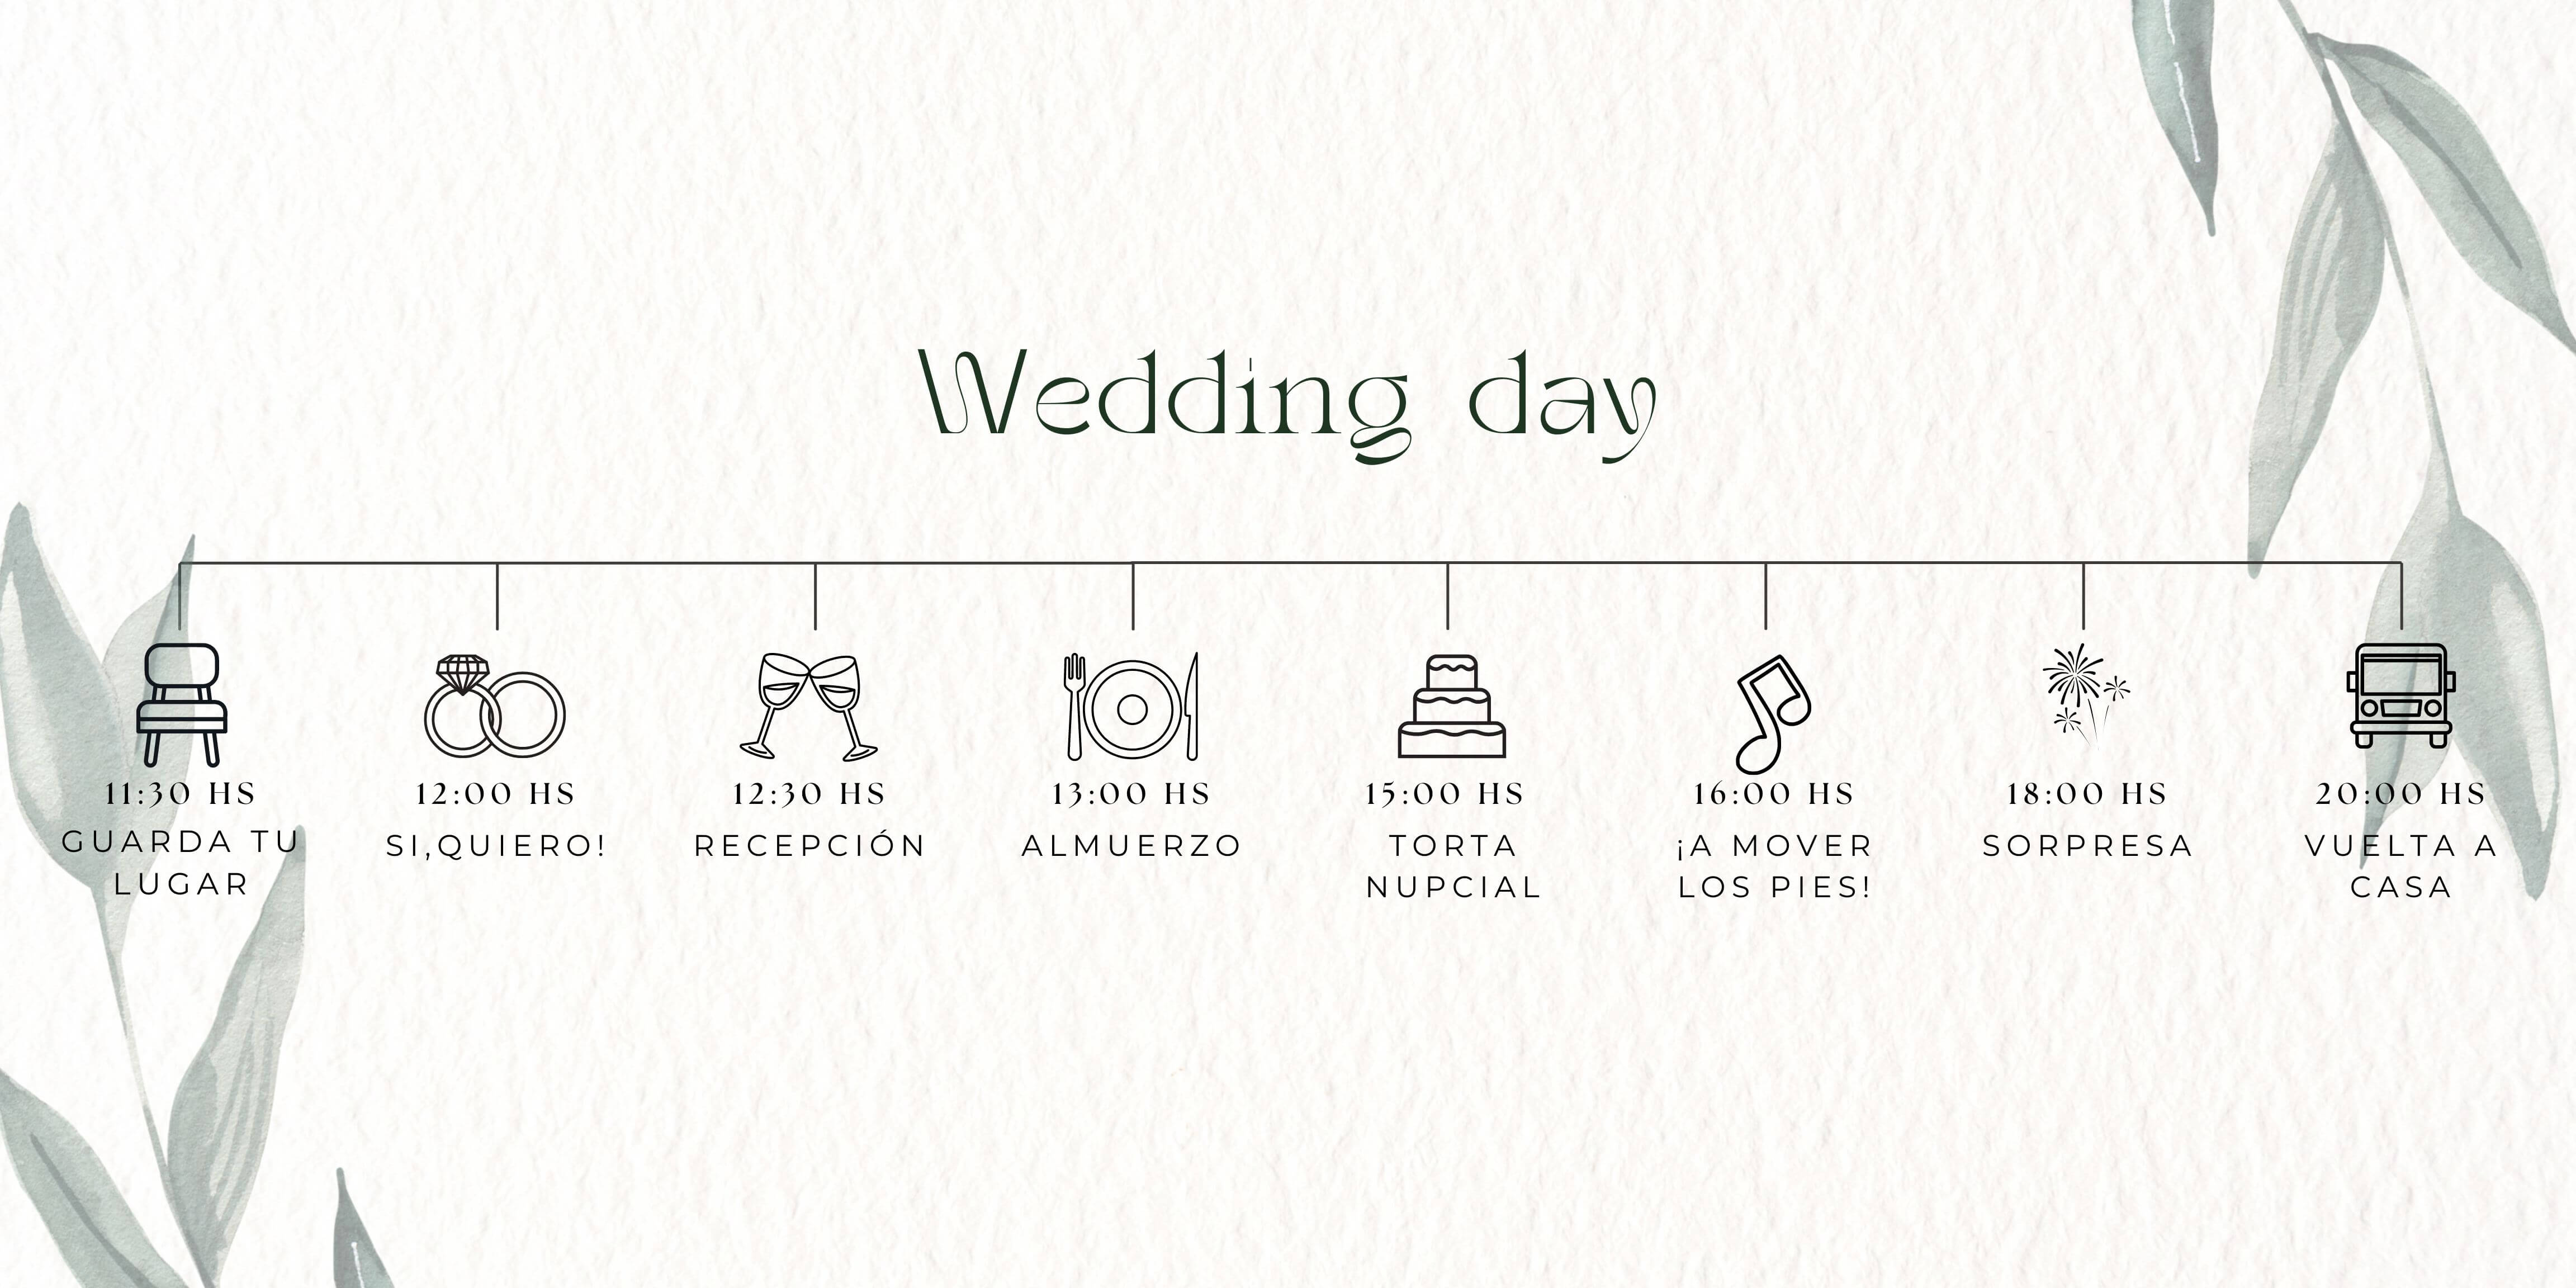 Wedding day
11:30 HS
GUARDA TU
LUGAR
12:00 HS
SI,QUIERO!
12:30 HS
RECEPCIÓN
13:00 HS
ALMUERZO
15:00 HS
TORTA
NUPCIAL
16:00 HS
¡A MOVER
LOS PIES!
18:00 HS
SORPRESA
20:00 HS
VUELTA A
CASA